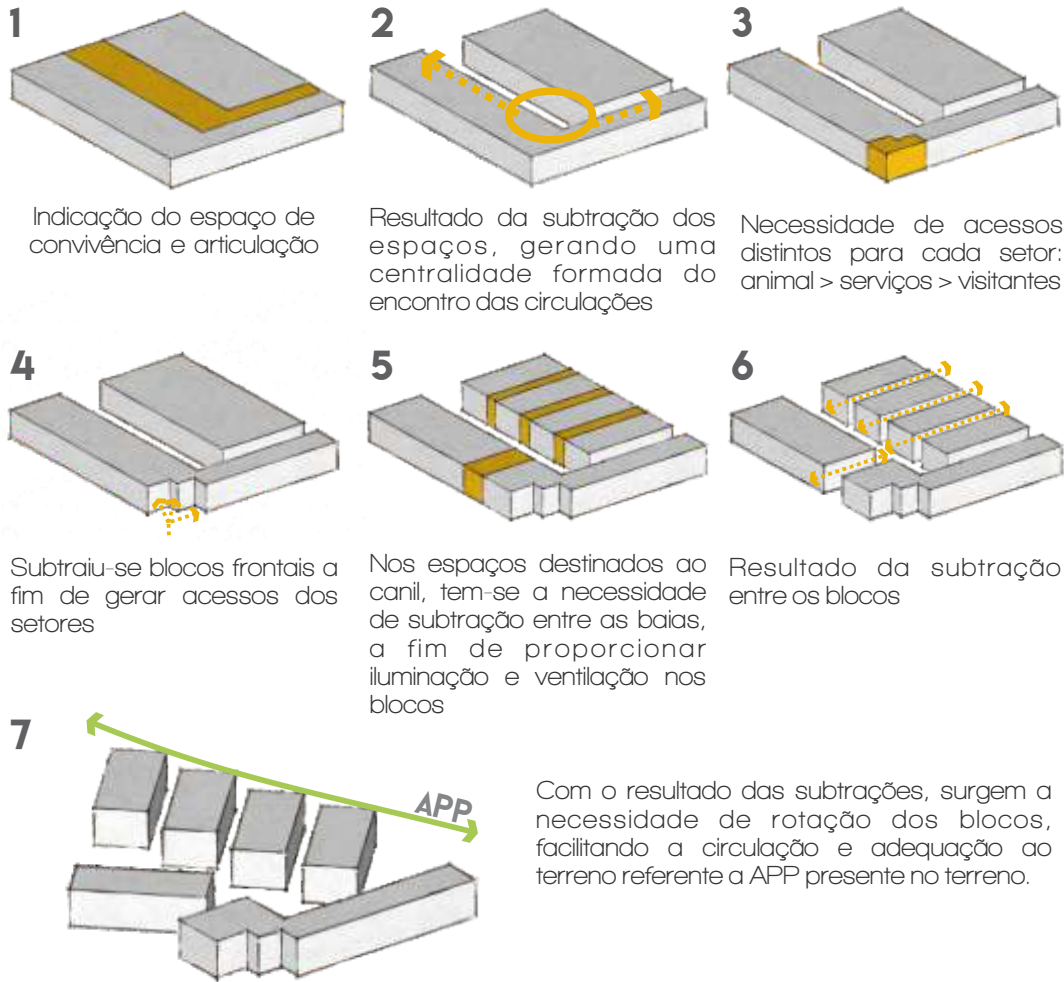 1
Indicação do espaço de
convivência e articulação
2
Resultado da subtração dos
espaços, gerando uma
centralidade formada do
encontro das circulações
3
Necessidade de acessos
distintos para cada setor:
animal > serviços > visitantes
4
Subtraiu-se blocos frontais a
fim de gerar acessos dos
setores
5
Nos espaços destinados ao
canil, tem-se a necessidade
de subtração entre as baias,
a fim de proporcionar
iluminação e ventilação nos
blocos
6
Resultado da subtração
entre os blocos
7
APP
Com o resultado das subtrações, surgem a
necessidade de rotação dos blocos,
facilitando a circulação e adequação ao
terreno referente a APP presente no terreno.